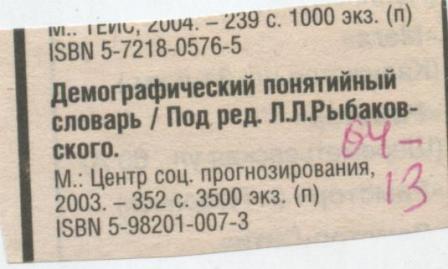 М.: ТЕИС, 2004. – 239 с. 1000 экз. (п)
ISBN 5-7218-0576-5
Демографический понятийный
словарь / Под ред. Л.Л.Рыбаков-
ского.
М.: Центр соц. прогнозирования,
2003. – 352 с. 3500 экз. (п)
ISBN 5-98201-007-3
04–
13